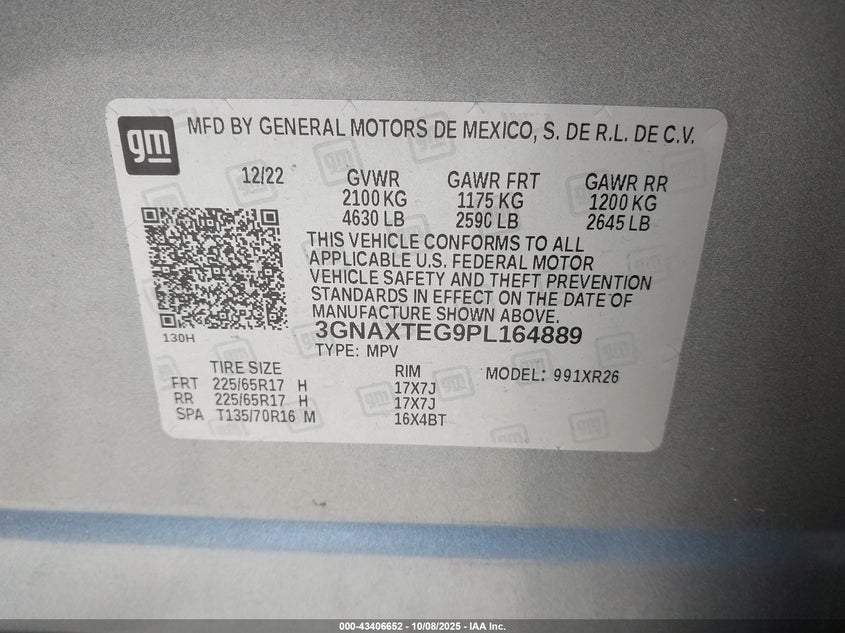 gm MFD BY GENERAL MOTORS DE MEXICO, S. DE R.L. DE C.V.
12/22 GVWR GAWR FRT GAWR RR
2100 KG 1175 KG 1200 KG
4630 LB 2590 LB 2645 LB
THIS VEHICLE CONFORMS TO ALL
APPLICABLE U.S. FEDERAL MOTOR
VEHICLE SAFETY AND THEFT PREVENTION
STANDARDS IN EFFECT ON THE DATE OF
MANUFACTURE SHOWN ABOVE.
130H 3GNAXTEG9PL164889
TYPE: MPV
TIRE SIZE RIM MODEL: 991XR26
FRT 225/65R17 H 17X7J
RR 225/65R17 H 17X7J
SPA T135/70R16 M 16X4BT
000-43406652 - 10/08/2025 - IAA Inc.